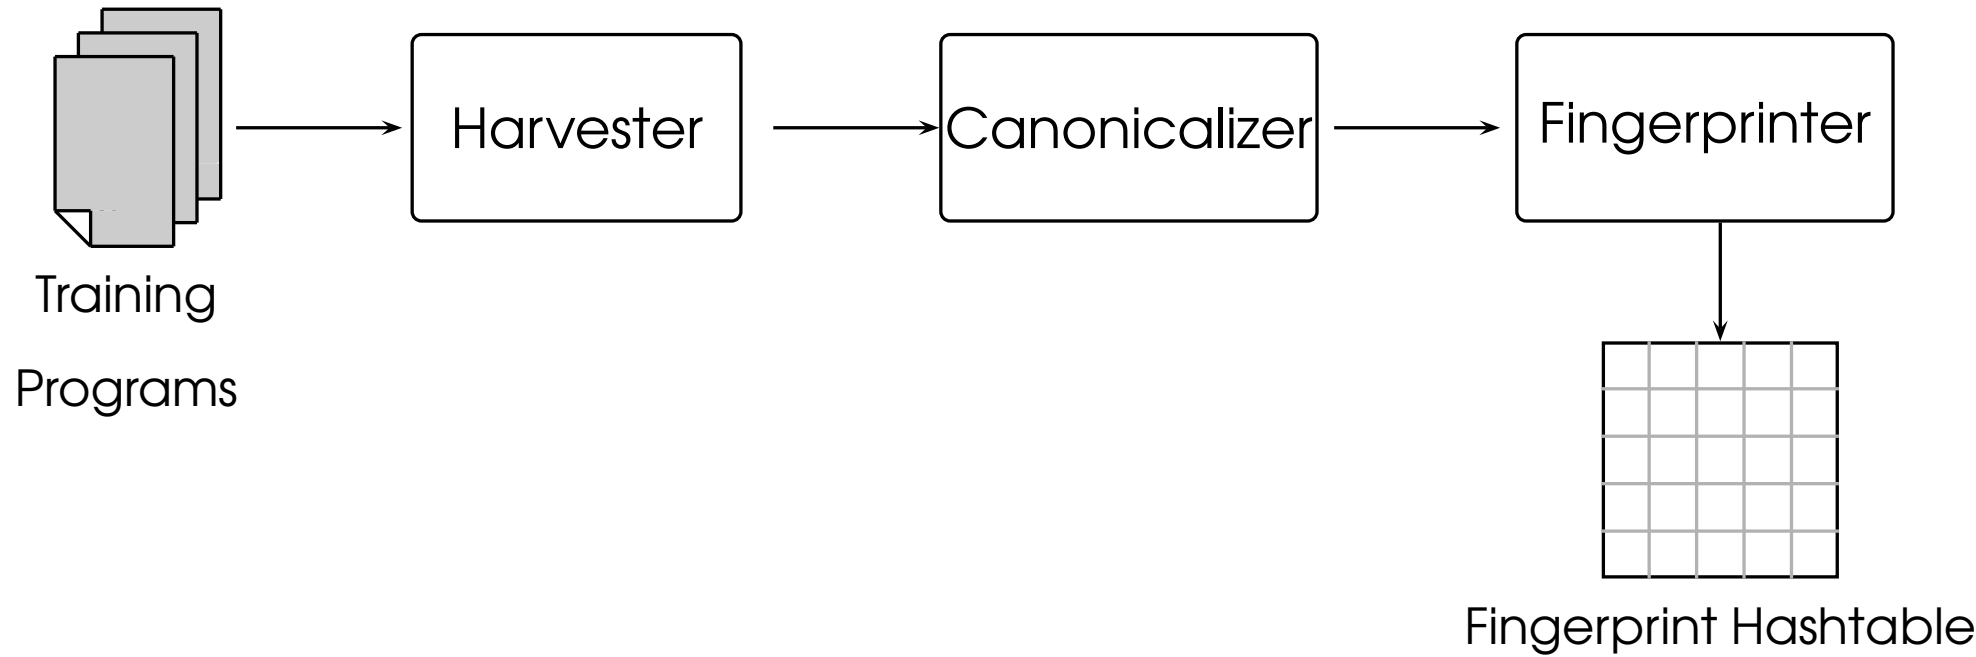 Harvester
Canonicalizer
Fingerprinter
Training
Programs
Fingerprint Hashtable